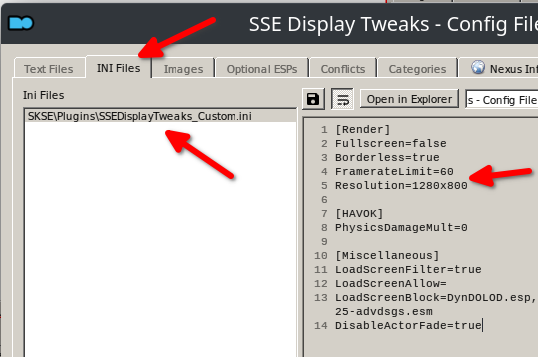 SSE Display Tweaks - Config File
Text Files
INI Files
Images
Optional ESPs
Conflicts
Categories
Nexus Info
Ini Files
SKSE\Plugins\SSEDisplayTweaks_Custom.ini
Open in Explorer
s - Config File
1 [Render]
2 Fullscreen=false
3 Borderless=true
4 FramerateLimit=60
5 Resolution=1280x800
6
7 [HAVOK]
8 PhysicsDamageMult=0
9
10 [Miscellaneous]
11 LoadScreenFilter=true
12 LoadScreenAllow=
13 LoadScreenBlock=DynDOLOD.esp,
25-advdsgs.esm
14 DisableActorFade=true